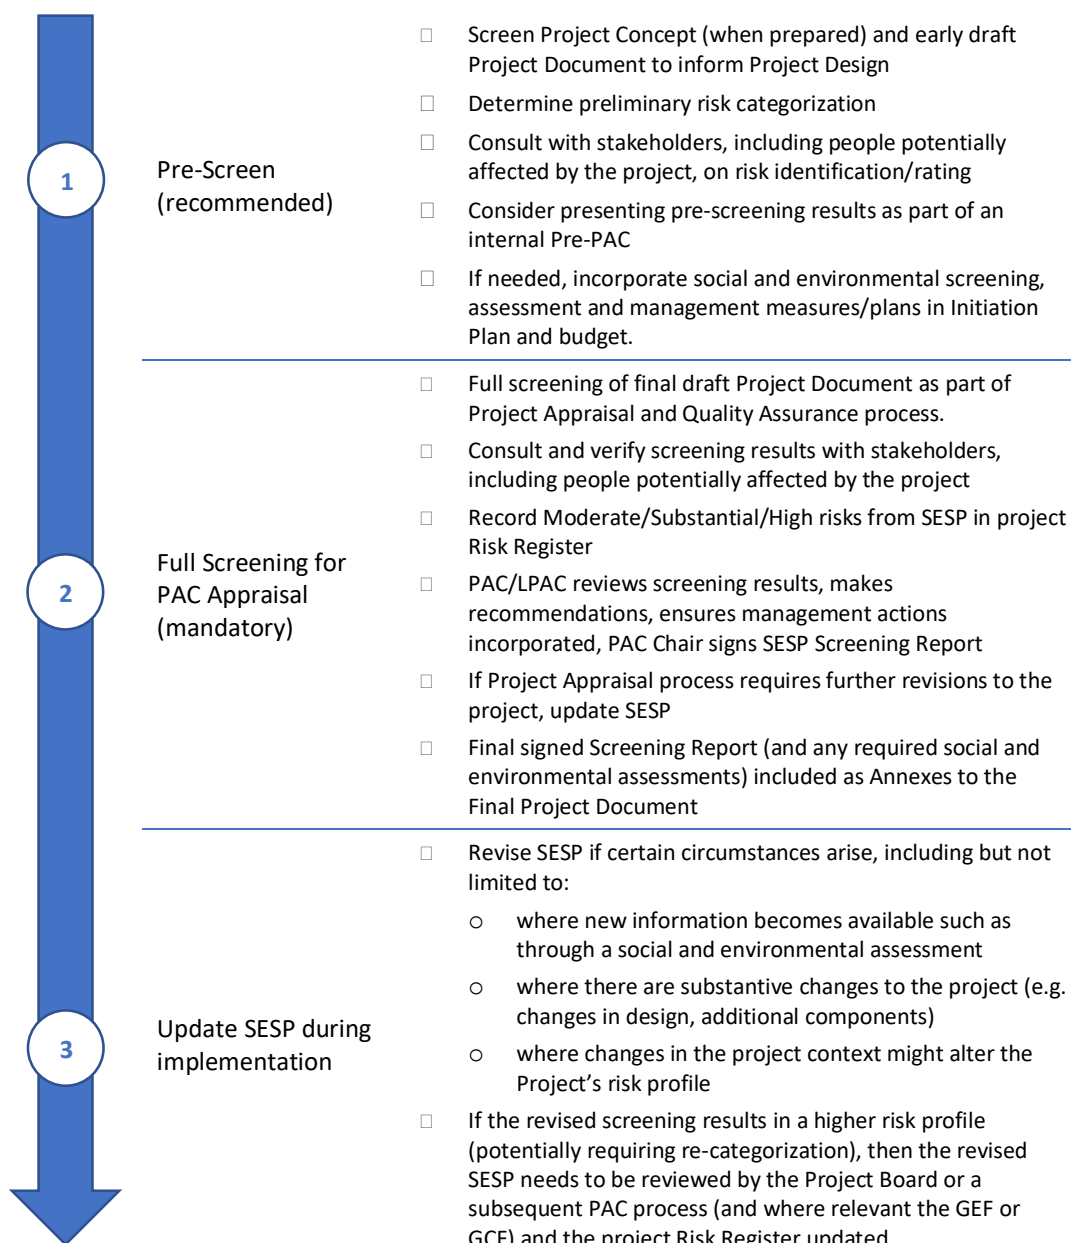 1
Pre-Screen
(recommended)
Screen Project Concept (when prepared) and early draft
Project Document to inform Project Design
Determine preliminary risk categorization
Consult with stakeholders, including people potentially
affected by the project, on risk identification/rating
Consider presenting pre-screening results as part of an
internal Pre-PAC
If needed, incorporate social and environmental screening,
assessment and management measures/plans in Initiation
Plan and budget.
2
Full Screening for
PAC Appraisal
(mandatory)
Full screening of final draft Project Document as part of
Project Appraisal and Quality Assurance process.
Consult and verify screening results with stakeholders,
including people potentially affected by the project
Record Moderate/Substantial/High risks from SESP in project
Risk Register
PAC/LPAC reviews screening results, makes
recommendations, ensures management actions
incorporated, PAC Chair signs SESP Screening Report
If Project Appraisal process requires further revisions to the
project, update SESP
Final signed Screening Report (and any required social and
environmental assessments) included as Annexes to the
Final Project Document
3
Update SESP during
implementation
Revise SESP if certain circumstances arise, including but not
limited to:
o where new information becomes available such as
through a social and environmental assessment
o where there are substantive changes to the project (e.g.
changes in design, additional components)
o where changes in the project context might alter the
Project’s risk profile
If the revised screening results in a higher risk profile
(potentially requiring re-categorization), then the revised
SESP needs to be reviewed by the Project Board or a
subsequent PAC process (and where relevant the GEF or
GCF) and the project Risk Register updated